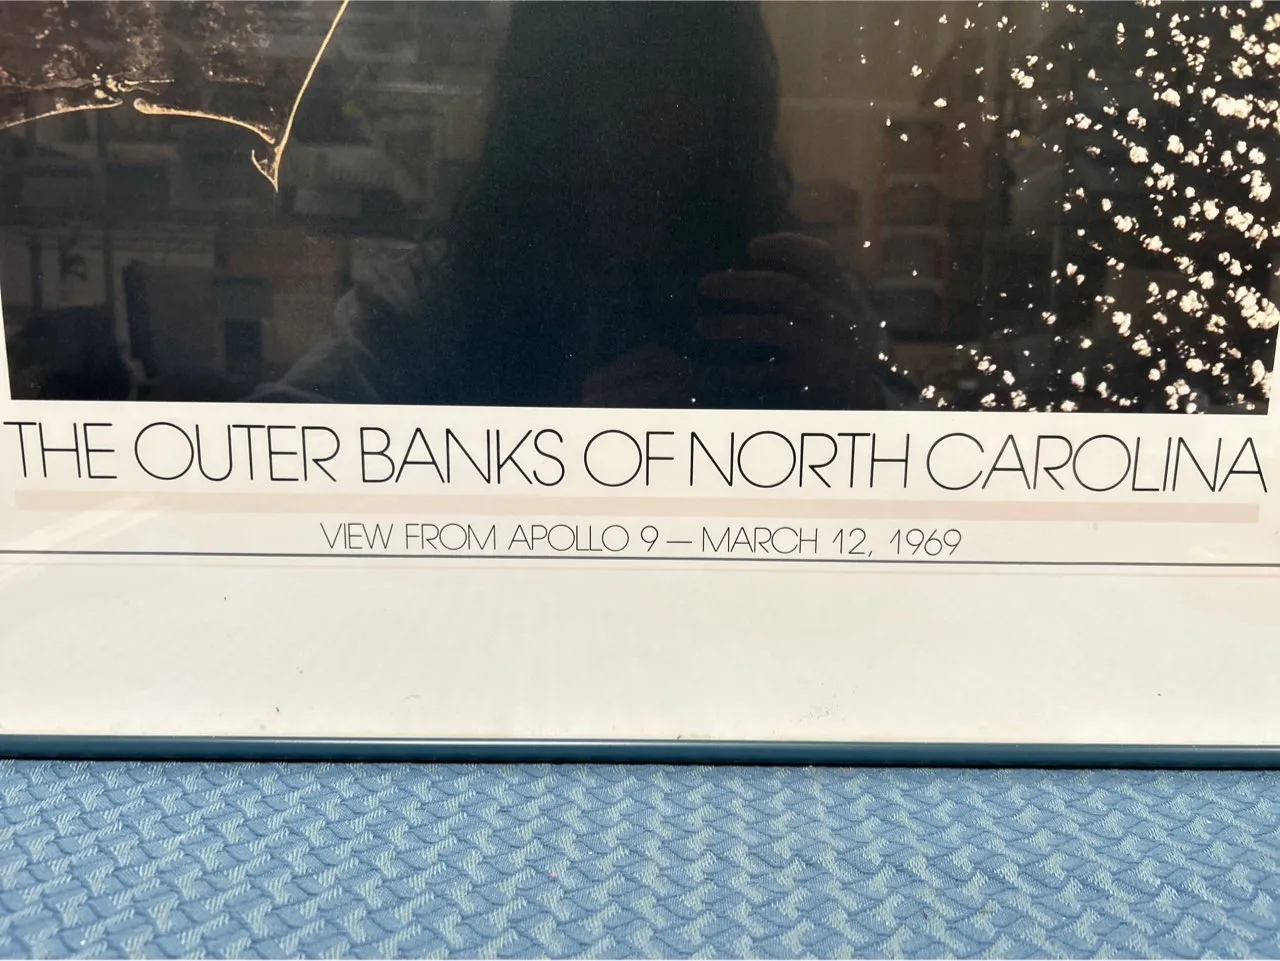 THE OUTER BANKS OF NORTH CAROLINA
VIEW FROM APOLLO 9 — MARCH 12, 1969